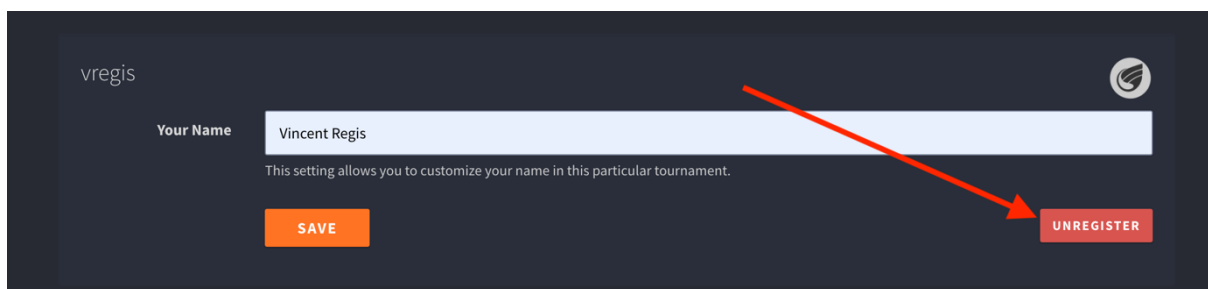 vregis
Your Name
Vincent Regis
This setting allows you to customize your name in this particular tournament.
SAVE
UNREGISTER